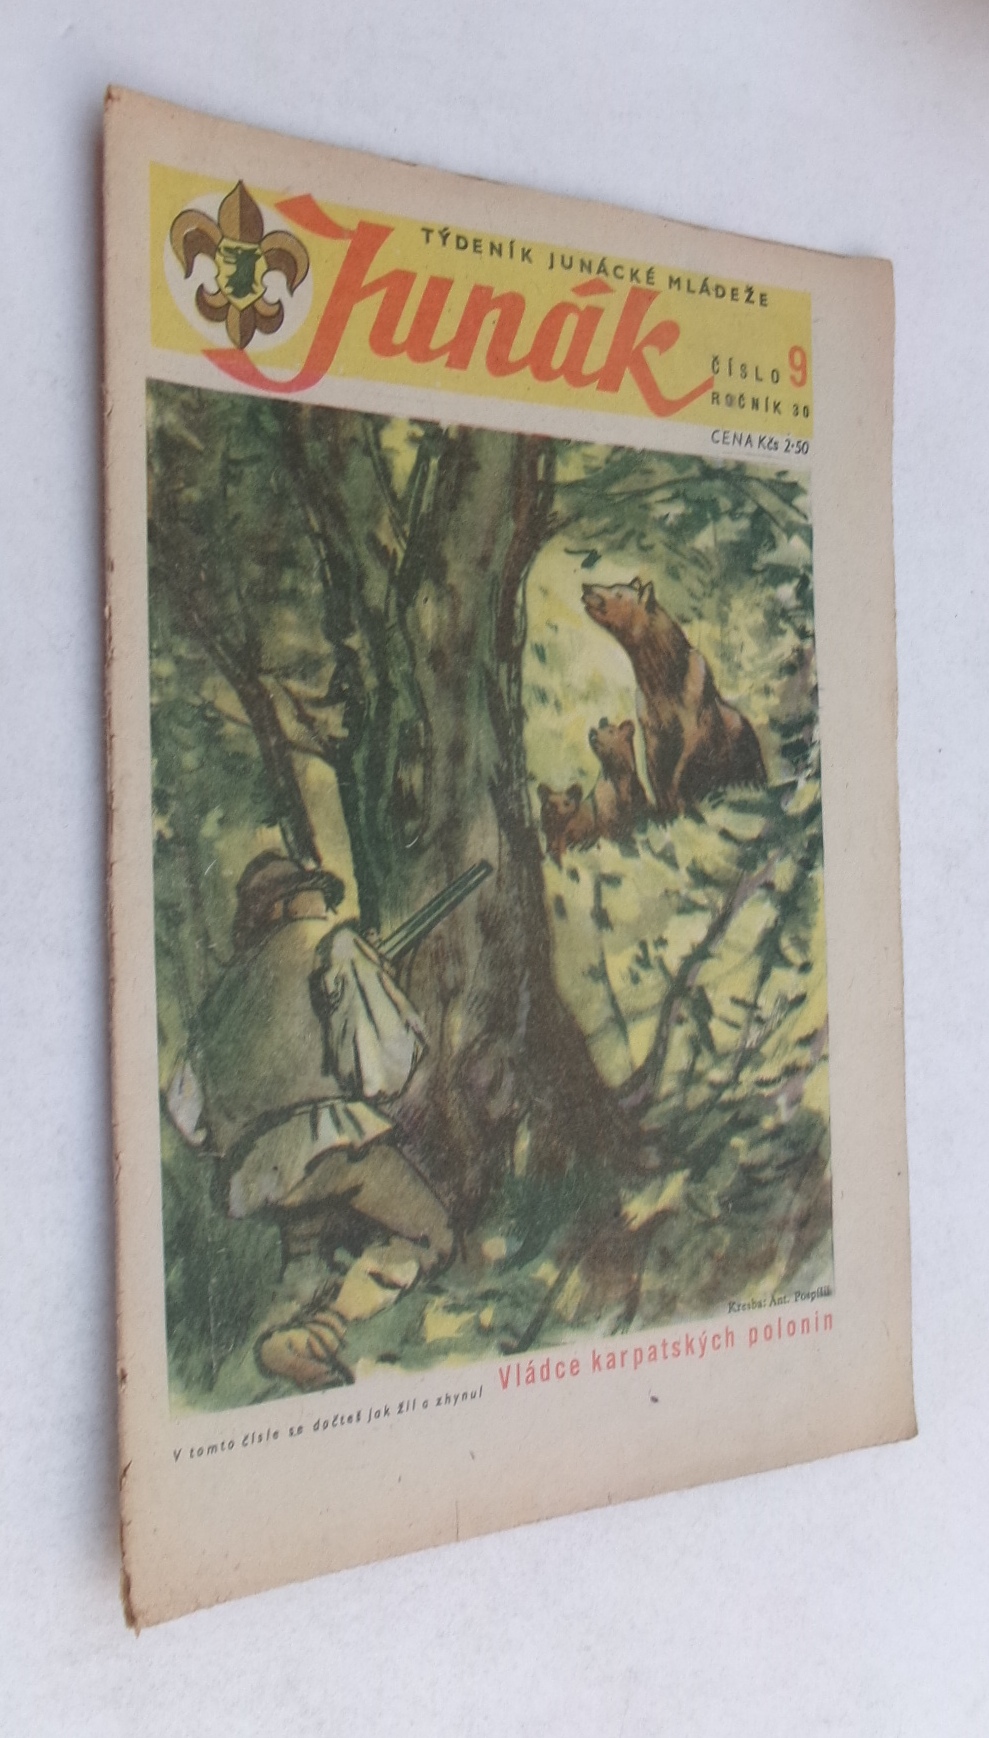 TÝDENÍK JUNÁCKÉ MLÁDEŽE
Junák
ČÍSLO 9
ROČNÍK 30
CENA Kčs 2·50
Kresba: Ant. Pospíšil
V tomto čísle se dočteš jak žil a zhynul Vládce karpatských polonin